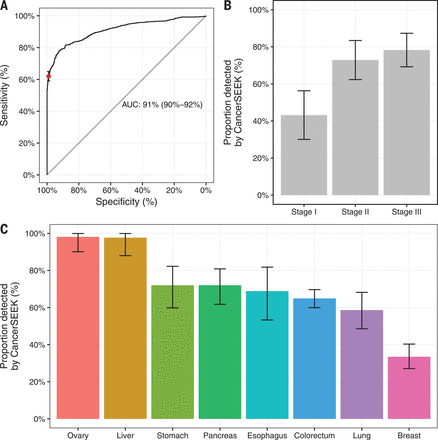 A
100%
80%
60%
40%
20%
0%
Sensitivity (%)
AUC: 91% (90%–92%)
100% 80% 60% 40% 20% 0%
Specificity (%)
B
100%
80%
60%
40%
20%
0%
Proportion detected
by CancerSEEK (%)
Stage I Stage II Stage III
C
100%
80%
60%
40%
20%
0%
Proportion detected
by CancerSEEK (%)
Ovary Liver Stomach Pancreas Esophagus Colorectum Lung Breast